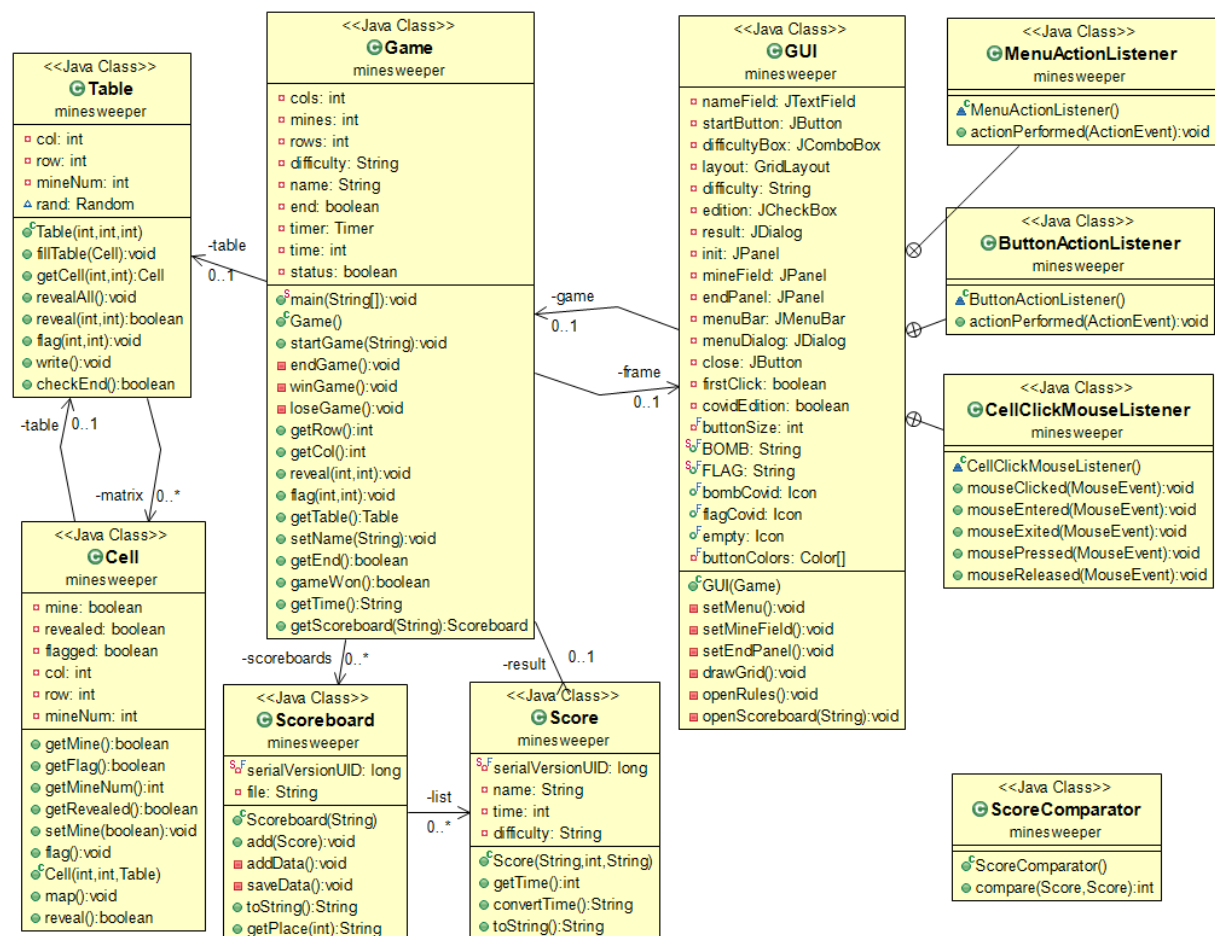 <<Java Class>>
Table
minesweeper
col: int
row: int
mineNum: int
rand: Random
Table(int,int,int)
fillTable(Cell):void
getCell(int,int):Cell
revealAll():void
reveal(int,int):boolean
flag(int,int):void
write():void
checkEnd():boolean
-table
0..1
-matrix
0..*
<<Java Class>>
Cell
minesweeper
mine: boolean
revealed: boolean
flagged: boolean
col: int
row: int
mineNum: int
getMine():boolean
getFlag():boolean
getMineNum():int
getRevealed():boolean
setMine(boolean):void
flag():void
Cell(int,int,Table)
map():void
reveal():boolean
-table
0..1
<<Java Class>>
Game
minesweeper
cols: int
mines: int
rows: int
difficulty: String
name: String
end: boolean
timer: Timer
time: int
status: boolean
main(String[]):void
Game()
startGame(String):void
endGame():void
winGame():void
loseGame():void
getRow():int
getCol():int
reveal(int,int):void
flag(int,int):void
getTable():Table
setName(String):void
getEnd():boolean
gameWon():boolean
getTime():String
getScoreboard(String):Scoreboard
-scoreboards
0..*
-result
0..1
<<Java Class>>
Scoreboard
minesweeper
serialVersionUID: long
file: String
Scoreboard(String)
add(Score):void
addData():void
saveData():void
toString():String
getPlace(int):String
-list
0..*
<<Java Class>>
Score
minesweeper
serialVersionUID: long
name: String
time: int
difficulty: String
Score(String,int,String)
getTime():int
convertTime():String
toString():String
-game
0..1
-frame
0..1
<<Java Class>>
GUI
minesweeper
nameField: JTextField
startButton: JButton
difficultyBox: JComboBox
layout: GridLayout
difficulty: String
edition: JCheckBox
result: JDialog
init: JPanel
mineField: JPanel
endPanel: JPanel
menuBar: JMenuBar
menuDialog: JDialog
close: JButton
firstClick: boolean
covidEdition: boolean
buttonSize: int
BOMB: String
FLAG: String
bombCovid: Icon
flagCovid: Icon
empty: Icon
buttonColors: Color[]
GUI(Game)
setMenu():void
setMineField():void
setEndPanel():void
drawGrid():void
openRules():void
openScoreboard(String):void
<<Java Class>>
MenuActionListener
minesweeper
MenuActionListener()
actionPerformed(ActionEvent):void
<<Java Class>>
ButtonActionListener
minesweeper
ButtonActionListener()
actionPerformed(ActionEvent):void
<<Java Class>>
CellClickMouseListener
minesweeper
CellClickMouseListener()
mouseClicked(MouseEvent):void
mouseEntered(MouseEvent):void
mouseExited(MouseEvent):void
mousePressed(MouseEvent):void
mouseReleased(MouseEvent):void
<<Java Class>>
ScoreComparator
minesweeper
ScoreComparator()
compare(Score,Score):int